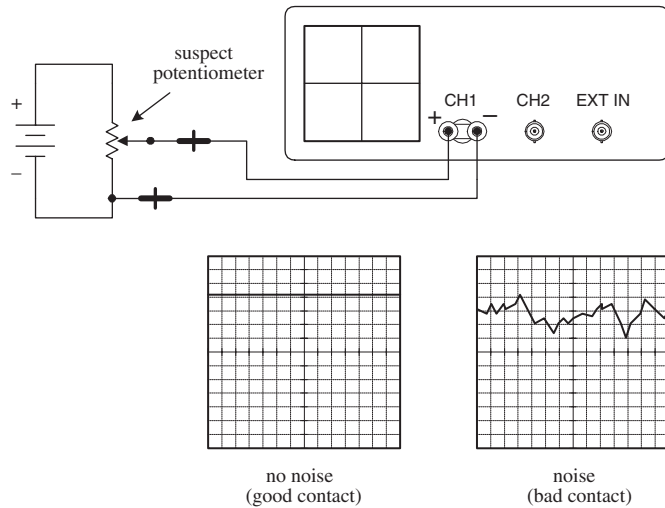 suspect
potentiometer
+
−
CH1
CH2
EXT IN
+
−
no noise
(good contact)
noise
(bad contact)